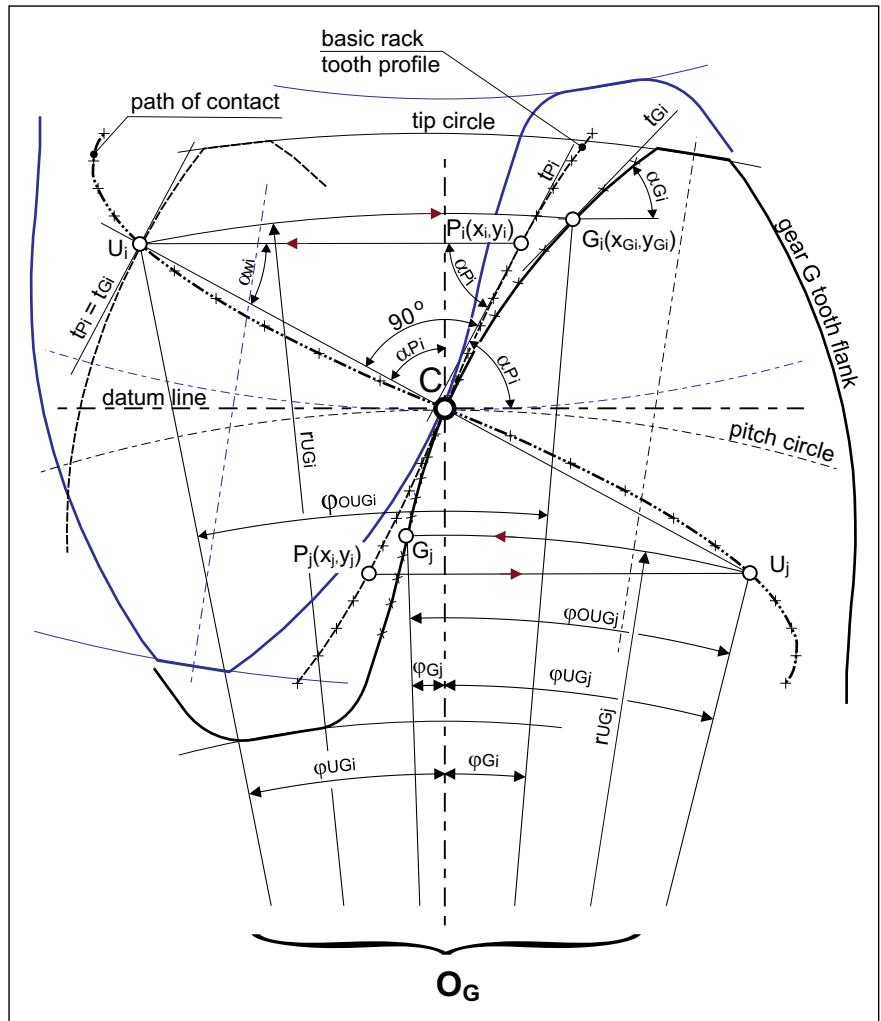 basic rack
tooth profile
path of contact
tip circle
tPi
tGi
αGi
Pi(xi,yi)
Gi(xGi,yGi)
Ui
αwi
αPi
tPi = tGi
90°
αPi
αPi
gear G tooth flank
C
datum line
pitch circle
rUGi
φOUGi
Pj(xj,yj)
Gj
Uj
φOUGj
φGj
φUGj
rUGj
φUGi
φGi
OG